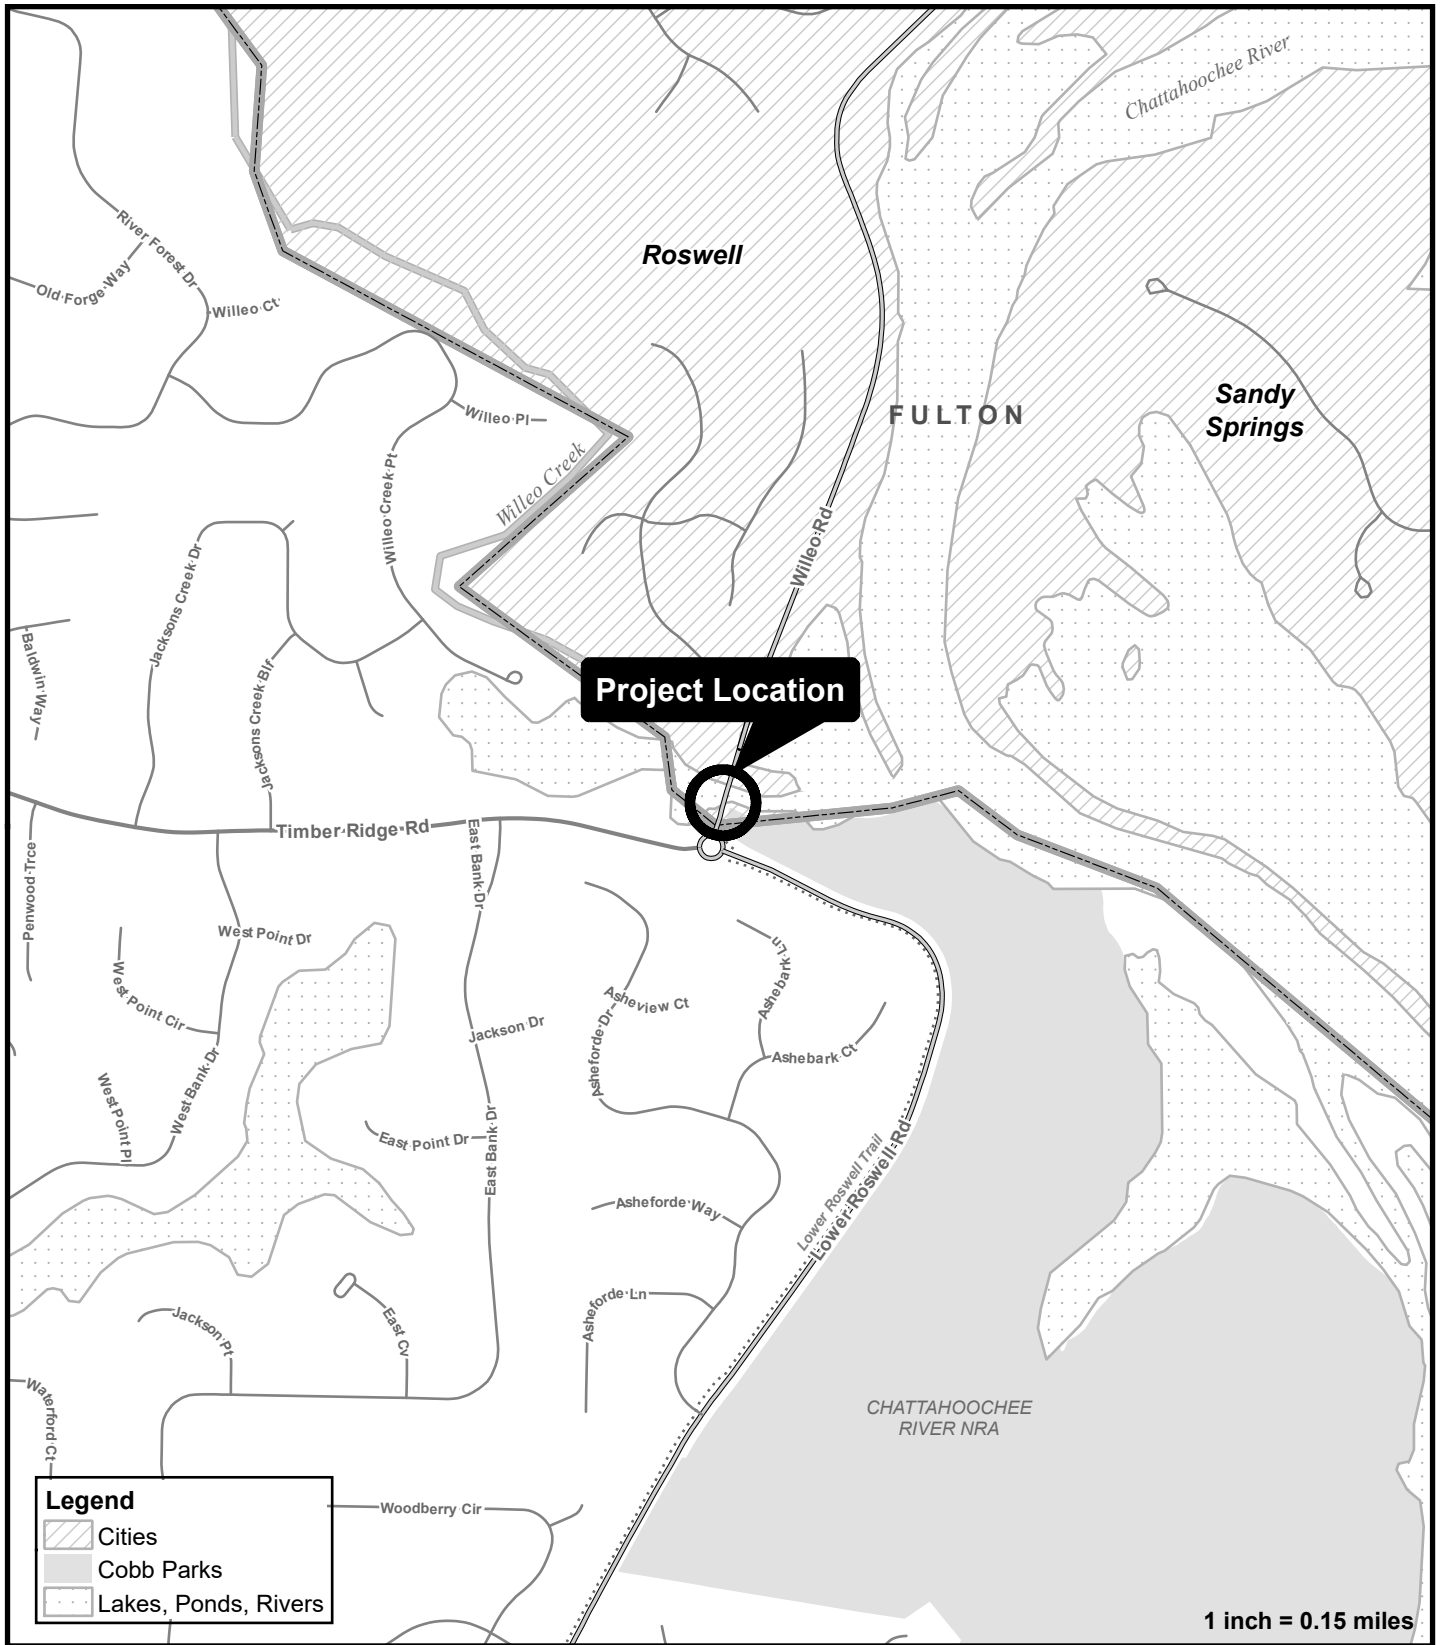 Chattahoochee River
River Forest Dr
Roswell
Old Forge Way
Willeo Ct
Sandy
Springs
FULTON
Willeo Pl
Willeo Creek
Willeo Creek Pt
Willeo Rd
Jacksons Creek Dr
Baldwin Way
Jacksons Creek Blf
Project Location
Timber Ridge Rd
East Bank Dr
Penwood Trce
West Point Dr
Ashebark Ln
West Point Cir
Asheview Ct
Jackson Dr
Asheforde Dr
Ashebark Ct
West Bank Dr
West Point Pl
East Point Dr
East Bank Dr
Lower Roswell Trail
Lower Roswell Rd
Asheforde Way
Asheforde Ln
Jackson Pt
East Cv
Waterford Ct
CHATTAHOOCHEE
RIVER NRA
Woodberry Cir
Legend
Cities
Cobb Parks
Lakes, Ponds, Rivers
1 inch = 0.15 miles